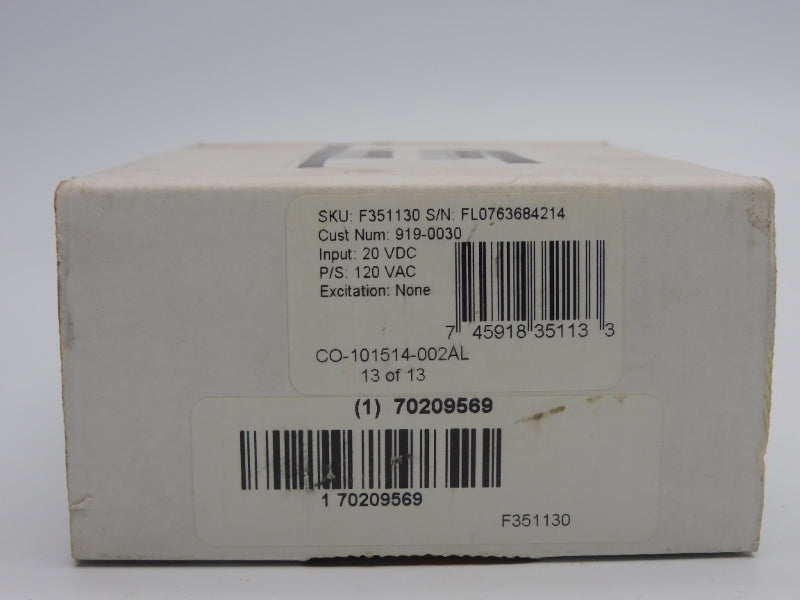 SKU: F351130 S/N: FL0763684214
Cust Num: 919-0030
Input: 20 VDC
P/S: 120 VAC
Excitation: None
7 45918 35113 3
CO-101514-002AL
13 of 13
(1) 70209569
1 70209569
F351130